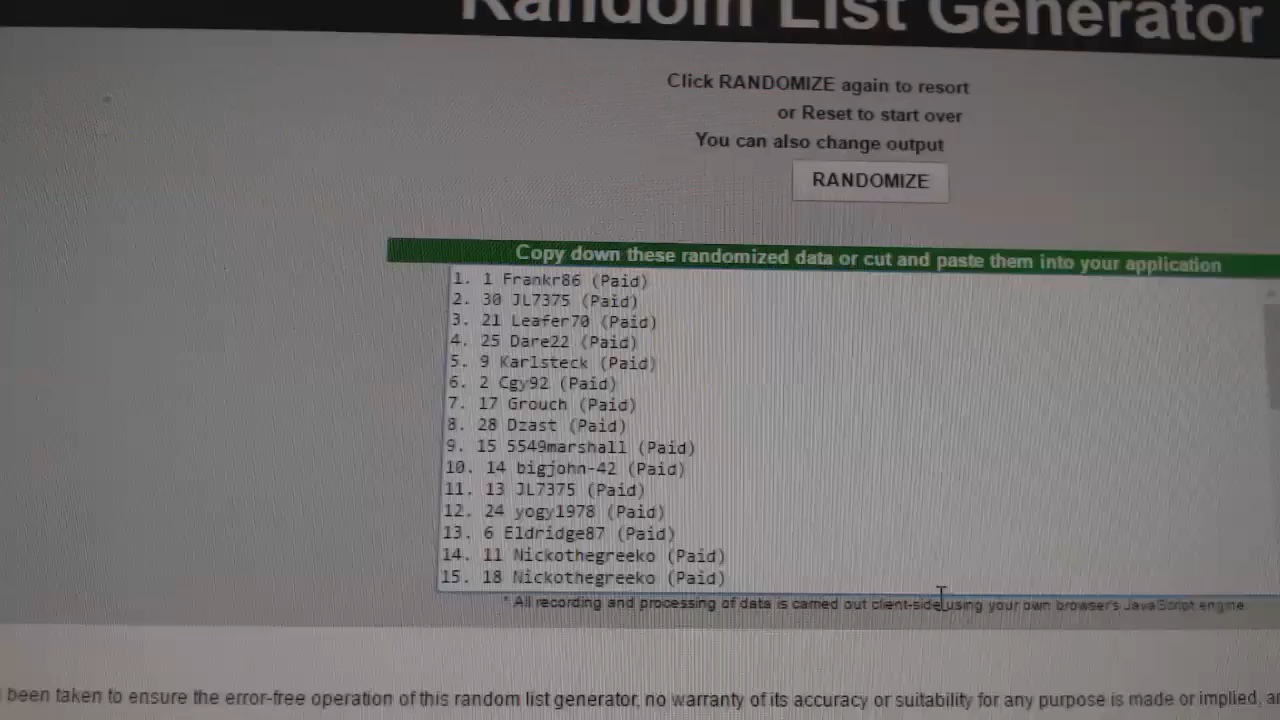 Random List Generator
Click RANDOMIZE again to resort
or Reset to start over
You can also change output
RANDOMIZE
Copy down these randomized data or cut and paste them into your application
1. 1 Frankr86 (Paid)
2. 30 JL7375 (Paid)
3. 21 Leafer70 (Paid)
4. 25 Dare22 (Paid)
5. 9 Karlsteck (Paid)
6. 2 Cgy92 (Paid)
7. 17 Grouch (Paid)
8. 28 Dzast (Paid)
9. 15 5549marshall (Paid)
10. 14 bigjohn-42 (Paid)
11. 13 JL7375 (Paid)
12. 24 yogy1978 (Paid)
13. 6 Eldridge87 (Paid)
14. 11 Nickothegreeko (Paid)
15. 18 Nickothegreeko (Paid)
* All recording and processing of data is carried out client-side using your own browser's JavaScript engine
been taken to ensure the error-free operation of this random list generator, no warranty of its accuracy or suitability for any purpose is made or implied,